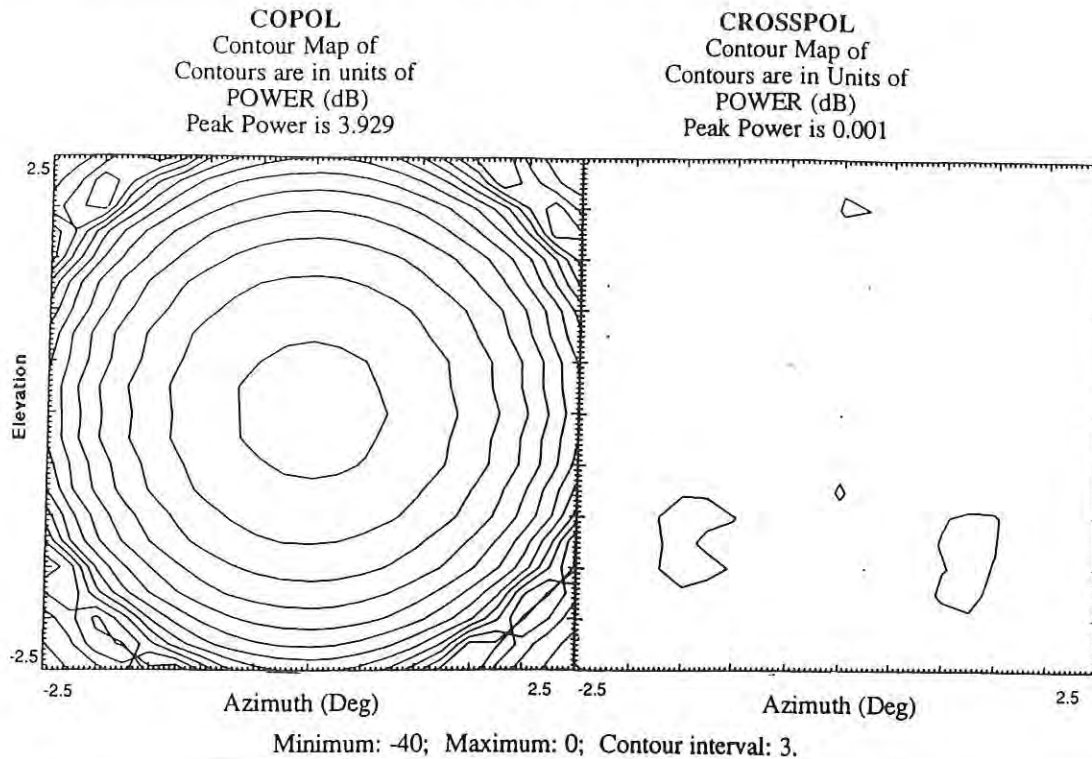 COPOL
Contour Map of
Contours are in units of
POWER (dB)
Peak Power is 3.929
CROSSPOL
Contour Map of
Contours are in Units of
POWER (dB)
Peak Power is 0.001
2.5
Elevation
-2.5
-2.5
2.5
-2.5
2.5
Azimuth (Deg)
Azimuth (Deg)
Minimum: -40; Maximum: 0; Contour interval: 3.